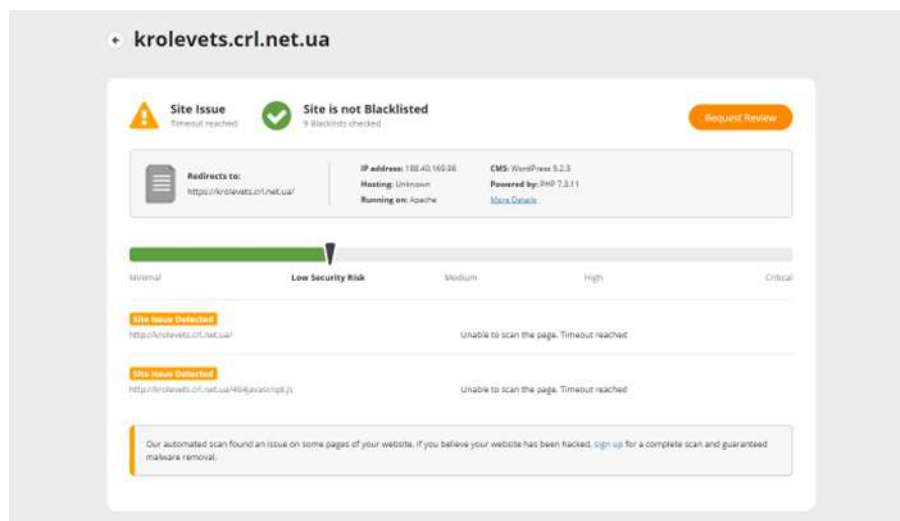 krolevets.crl.net.ua
Site Issue
Timeout reached
Site is not Blacklisted
9 Blacklists checked
Request Review
Redirects to:
https://krolevets.crl.net.ua/
IP address:
Hosting: Unknown
Running on: Apache
CMS: WordPress 5.2.3
Powered by: PHP 7.3.11
More Details
Minimal
Low Security Risk
Medium
High
Critical
Site Issue Detected
http://krolevets.crl.net.ua/
Unable to scan the page. Timeout reached
Site Issue Detected
http://krolevets.crl.net.ua/404javascript.js
Unable to scan the page. Timeout reached
Our automated scan found an issue on some pages of your website. If you believe your website has been hacked, sign up for a complete scan and guaranteed
malware removal.